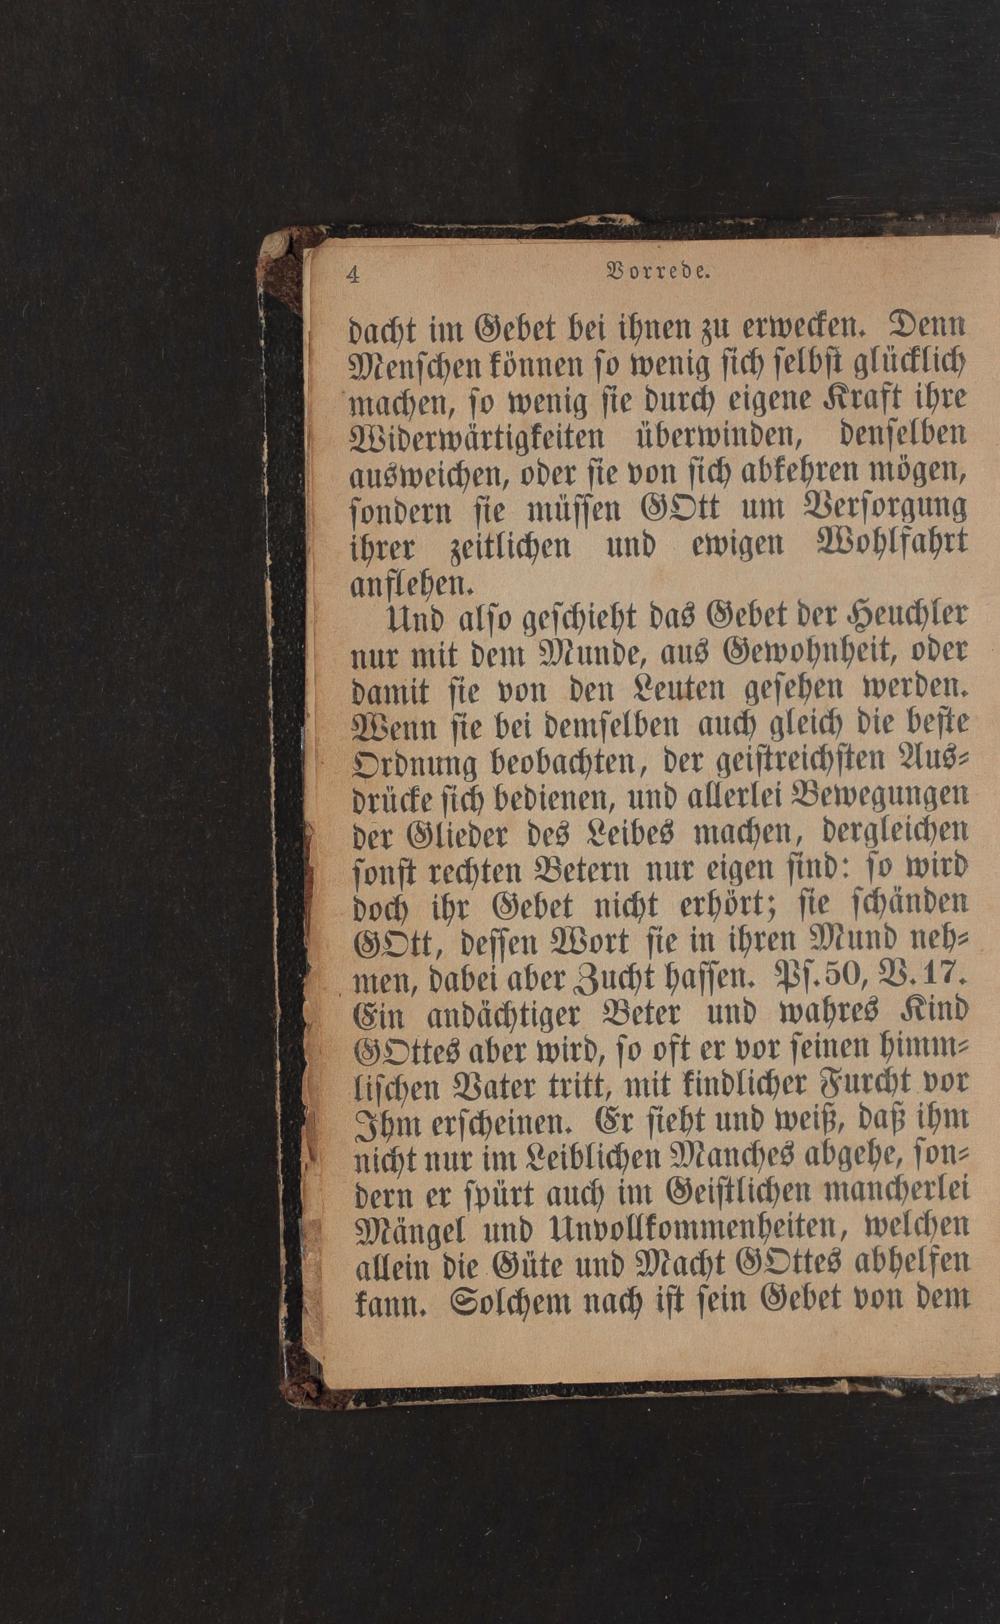 4 Vorrede.
dacht im Gebet bei ihnen zu erwecken. Denn
Menschen können so wenig sich selbst glücklich
machen, so wenig sie durch eigene Kraft ihre
Widerwärtigkeiten überwinden, denselben
ausweichen, oder sie von sich abkehren mögen,
sondern sie müssen GOtt um Versorgung
ihrer zeitlichen und ewigen Wohlfahrt
anflehen.
Und also geschieht das Gebet der Heuchler
nur mit dem Munde, aus Gewohnheit, oder
damit sie von den Leuten gesehen werden.
Wenn sie bei demselben auch gleich die beste
Ordnung beobachten, der geistreichsten Aus-
drücke sich bedienen, und allerlei Bewegungen
der Glieder des Leibes machen, dergleichen
sonst rechten Betern nur eigen sind: so wird
doch ihr Gebet nicht erhört; sie schänden
GOtt, dessen Wort sie in ihren Mund neh-
men, dabei aber Zucht hassen. Ps. 50, V. 17.
Ein andächtiger Beter und wahres Kind
GOttes aber wird, so oft er vor seinen himm-
lischen Vater tritt, mit kindlicher Furcht vor
Ihm erscheinen. Er sieht und weiß, daß ihm
nicht nur im Leiblichen Manches abgehe, son-
dern er spürt auch im Geistlichen mancherlei
Mängel und Unvollkommenheiten, welchen
allein die Güte und Macht GOttes abhelfen
kann. Solchem nach ist sein Gebet von dem